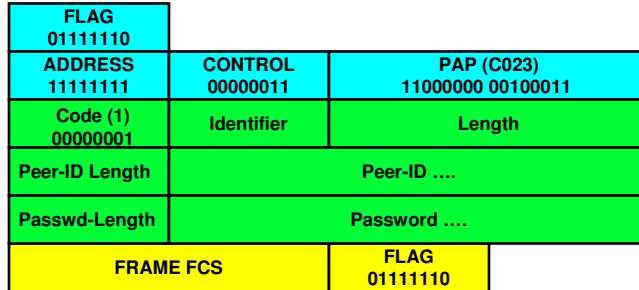 FLAG
01111110
ADDRESS
11111111
CONTROL
00000011
PAP (C023)
11000000 00100011
Code (1)
00000001
Identifier
Length
Peer-ID Length
Peer-ID ....
Passwd-Length
Password ....
FRAME FCS
FLAG
01111110